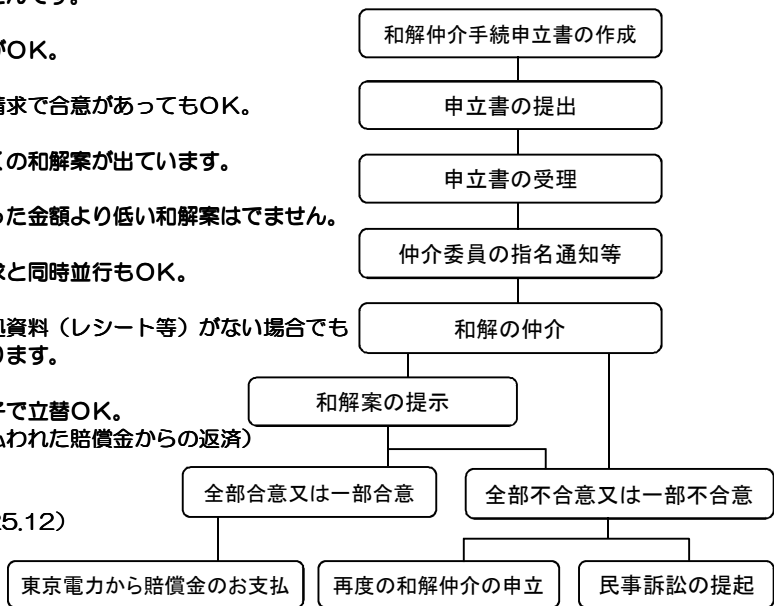 んです。
がOK。
請求で合意があってもOK。
くの和解案が出ています。
った金額より低い和解案はでません。
求と同時並行もOK。
処資料（レシート等）がない場合でも
ります。
子で立替OK。
払われた賠償金からの返済）
25.12）
和解仲介手続申立書の作成
申立書の提出
申立書の受理
仲介委員の指名通知等
和解の仲介
和解案の提示
全部合意又は一部合意
全部不合意又は一部不合意
東京電力から賠償金のお支払
再度の和解仲介の申立
民事訴訟の提起